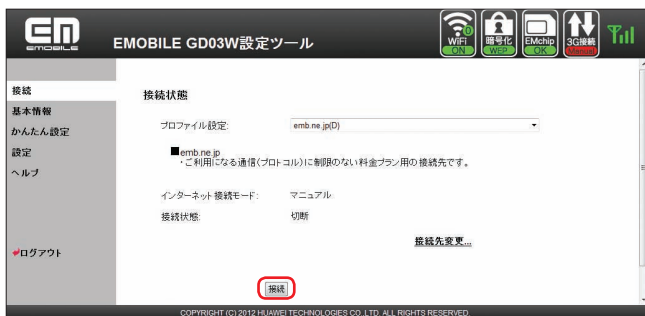 EM
EMOBILE
EMOBILE GD03W設定ツール
WiFi
ON
暗号化
WEP
EMchip
OK
3G接続
Manual
接続
基本情報
かんたん設定
設定
ヘルプ
ログアウト
接続状態
プロファイル設定: emb.ne.jp(D)
■emb.ne.jp
・ご利用になる通信(プロトコル)に制限のない料金プラン用の接続先です。
インターネット接続モード: マニュアル
接続状態: 切断
接続先変更...
接続
COPYRIGHT (C) 2012 HUAWEI TECHNOLOGIES CO.,LTD. ALL RIGHTS RESERVED.